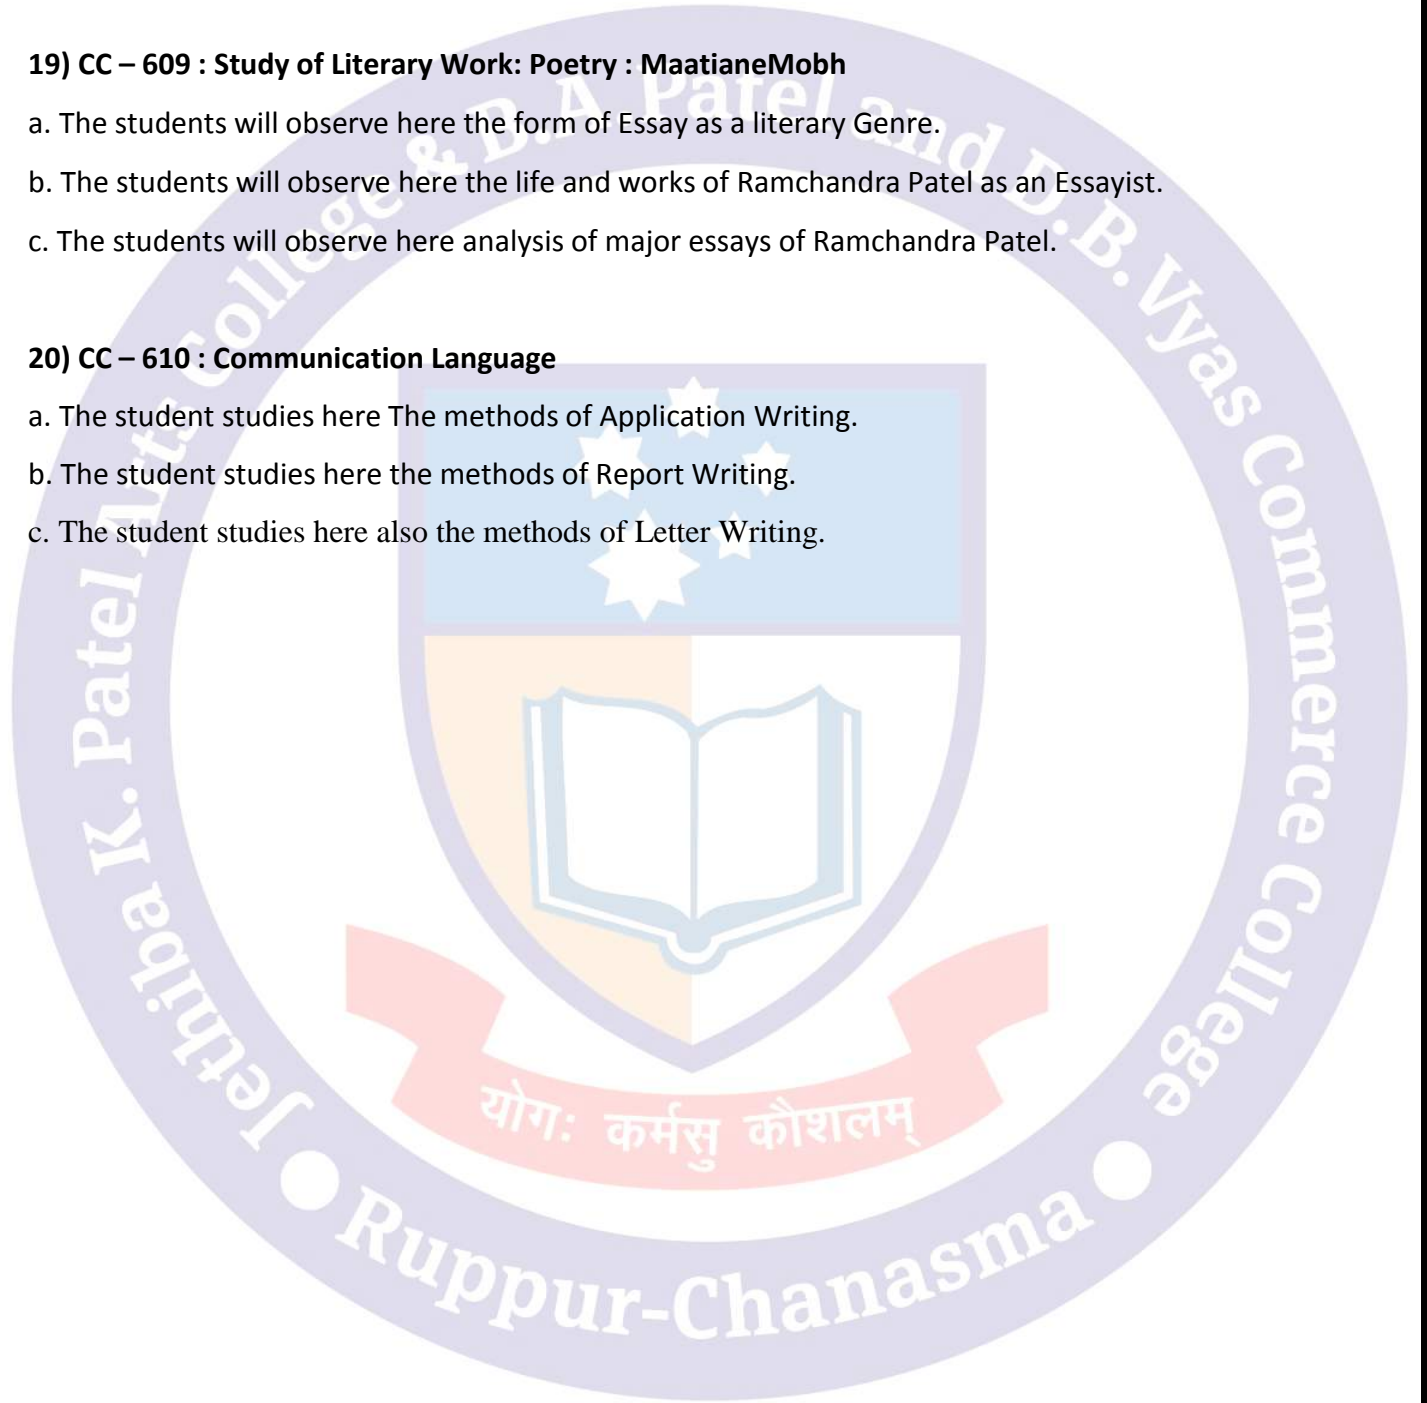 19) CC – 609 : Study of Literary Work: Poetry : MaatianeMobh
a. The students will observe here the form of Essay as a literary Genre.
b. The students will observe here the life and works of Ramchandra Patel as an Essayist.
c. The students will observe here analysis of major essays of Ramchandra Patel.
20) CC – 610 : Communication Language
a. The student studies here The methods of Application Writing.
b. The student studies here the methods of Report Writing.
c. The student studies here also the methods of Letter Writing.
Jethiba K. Patel Arts College & B.A. Patel and D.B. Vyas Commerce College
योगः कर्मसु कौशलम्
Ruppur-Chanasma